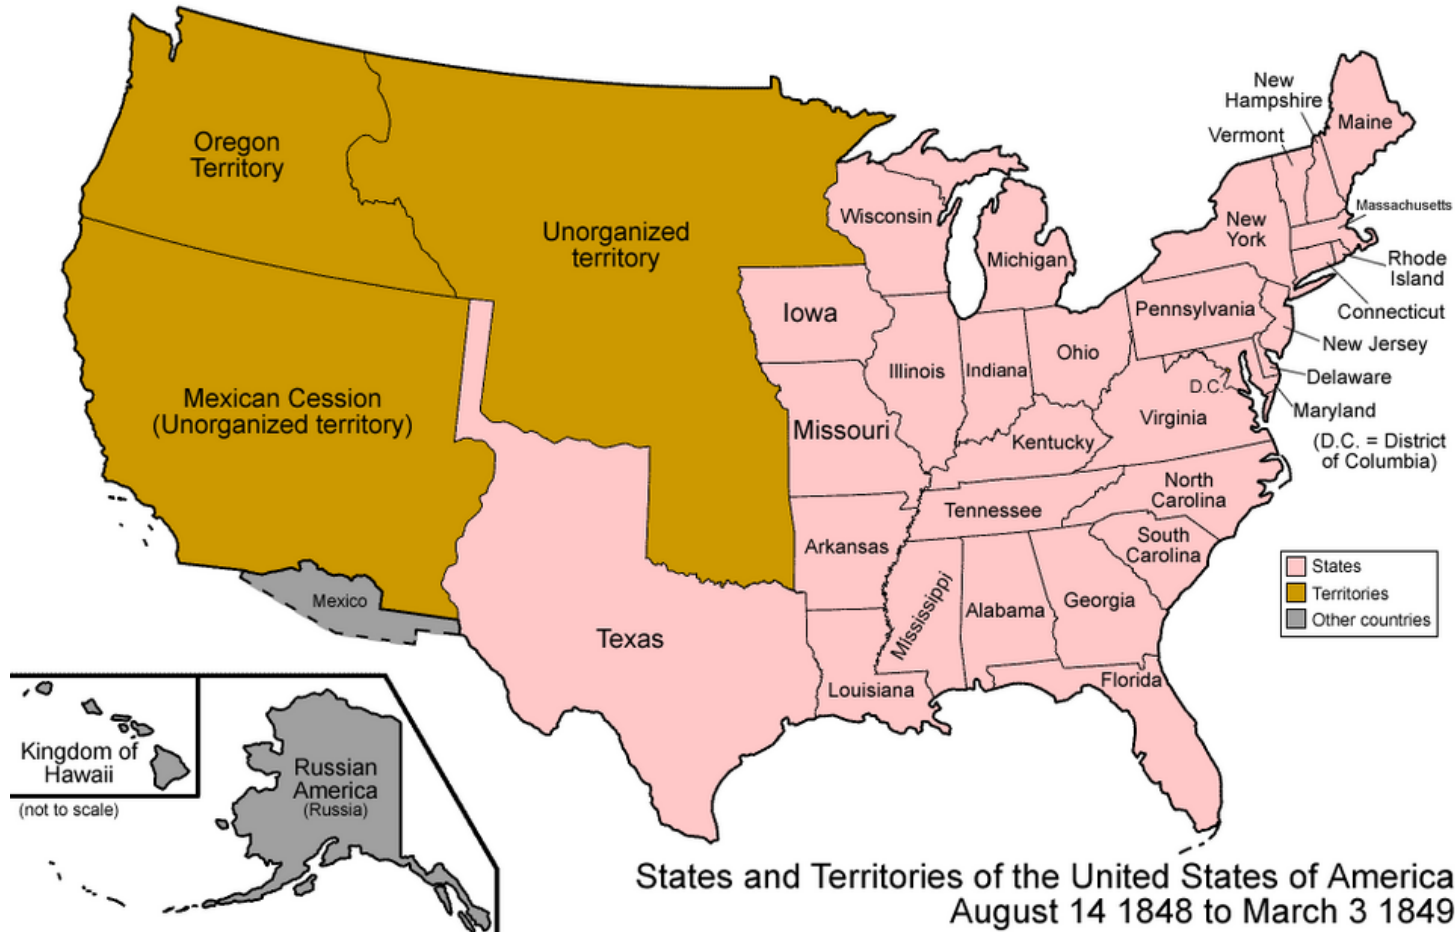 New
Hampshire
Maine
Vermont
Oregon
Territory
Massachusetts
Wisconsin
New
York
Unorganized
territory
Michigan
Rhode
Island
Iowa
Pennsylvania
Connecticut
New Jersey
Ohio
Illinois
Indiana
Delaware
D.C.
Mexican Cession
(Unorganized territory)
Maryland
Virginia
Missouri
Kentucky
(D.C. = District
of Columbia)
North
Carolina
Tennessee
South
Carolina
Arkansas
States
Territories
Other countries
Mexico
Mississippi
Alabama
Georgia
Texas
Louisiana
Florida
Kingdom of
Hawaii
(not to scale)
Russian
America
(Russia)
States and Territories of the United States of America
August 14 1848 to March 3 1849